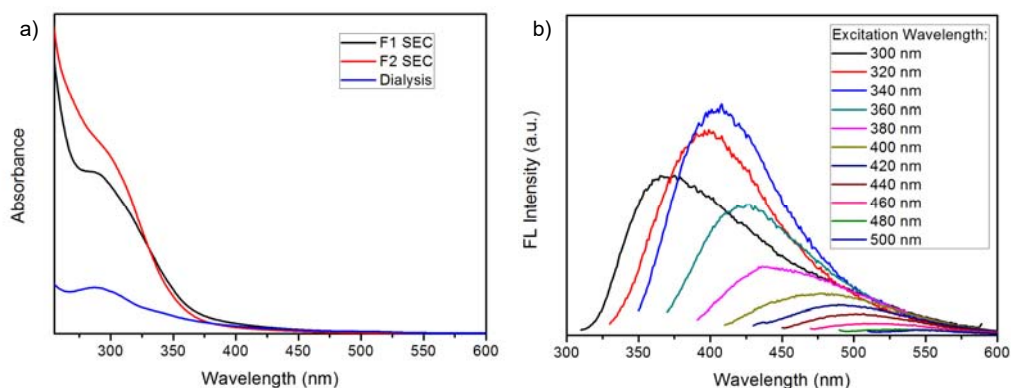 a)
F1 SEC
F2 SEC
Dialysis
Absorbance
300 350 400 450 500 550 600
Wavelength (nm)
b)
Excitation Wavelength:
300 nm
320 nm
340 nm
360 nm
380 nm
400 nm
420 nm
440 nm
460 nm
480 nm
500 nm
FL Intensity (a.u.)
300 350 400 450 500 550 600
Wavelength (nm)